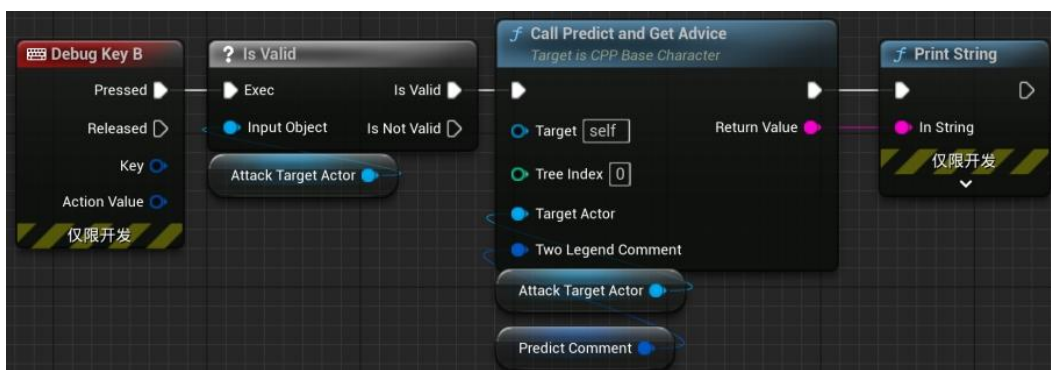 Debug Key B
Pressed
Released
Key
Action Value
仅限开发
? Is Valid
Exec
Is Valid
Input Object
Is Not Valid
Attack Target Actor
f Call Predict and Get Advice
Target is CPP Base Character
Target self
Return Value
Tree Index 0
Target Actor
Two Legend Comment
Attack Target Actor
Predict Comment
f Print String
In String
仅限开发